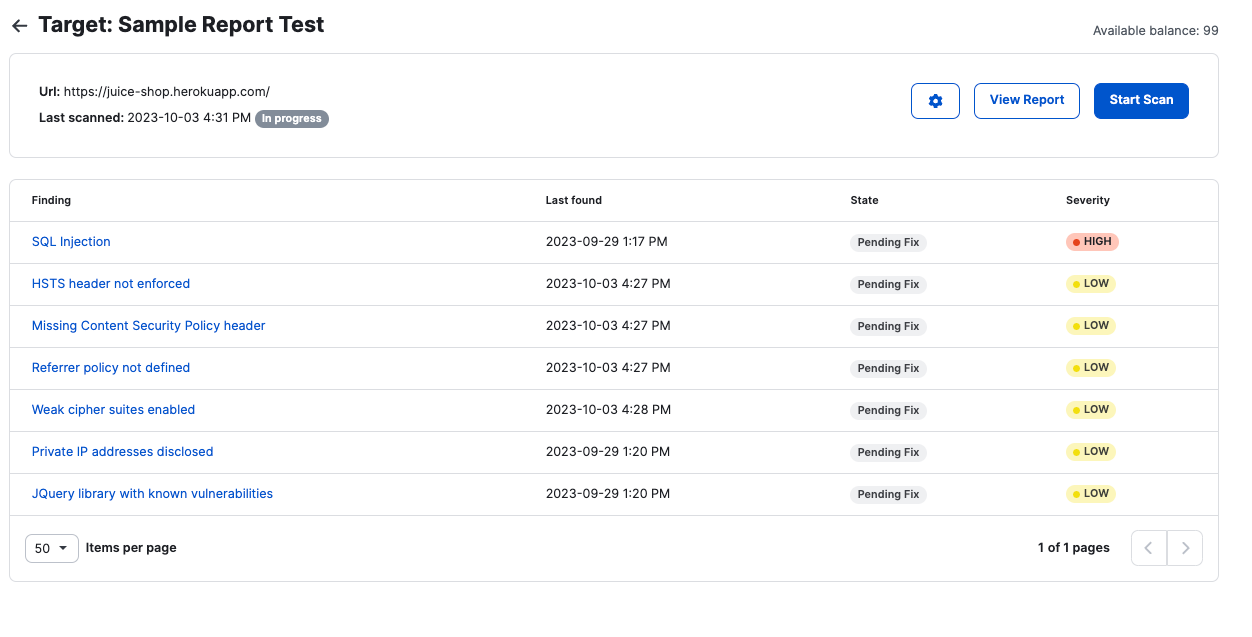 Target: Sample Report Test
Available balance: 99
Url: https://juice-shop.herokuapp.com/
Last scanned: 2023-10-03 4:31 PM In progress
View Report
Start Scan
Finding Last found State Severity
SQL Injection 2023-09-29 1:17 PM Pending Fix HIGH
HSTS header not enforced 2023-10-03 4:27 PM Pending Fix LOW
Missing Content Security Policy header 2023-10-03 4:27 PM Pending Fix LOW
Referrer policy not defined 2023-10-03 4:27 PM Pending Fix LOW
Weak cipher suites enabled 2023-10-03 4:28 PM Pending Fix LOW
Private IP addresses disclosed 2023-09-29 1:20 PM Pending Fix LOW
JQuery library with known vulnerabilities 2023-09-29 1:20 PM Pending Fix LOW
50 Items per page 1 of 1 pages